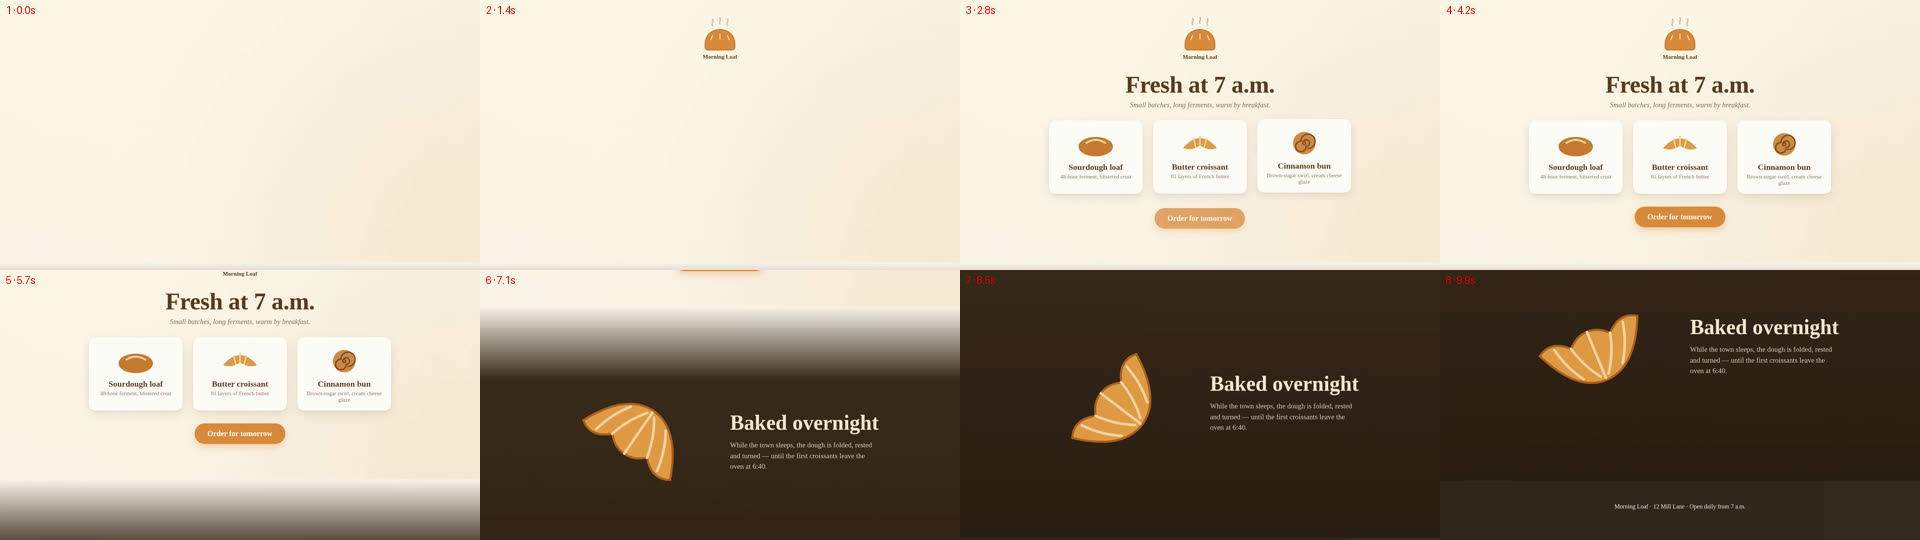 1·0.0s
2·1.4s
Morning Loaf
3·2.8s
Morning Loaf
Fresh at 7 a.m.
Small batches, long ferments, warm by breakfast.
Sourdough loaf
48-hour ferment, blistered crust
Butter croissant
81 layers of French butter
Cinnamon bun
Brown-sugar swirl, cream cheese
glaze
Order for tomorrow
4·4.2s
Morning Loaf
Fresh at 7 a.m.
Small batches, long ferments, warm by breakfast.
Sourdough loaf
48-hour ferment, blistered crust
Butter croissant
81 layers of French butter
Cinnamon bun
Brown-sugar swirl, cream cheese
glaze
Order for tomorrow
5·5.7s
Morning Loaf
Fresh at 7 a.m.
Small batches, long ferments, warm by breakfast.
Sourdough loaf
48-hour ferment, blistered crust
Butter croissant
81 layers of French butter
Cinnamon bun
Brown-sugar swirl, cream cheese
glaze
Order for tomorrow
6·7.1s
Baked overnight
While the town sleeps, the dough is folded, rested
and turned — until the first croissants leave the
oven at 6:40.
7·8.5s
Baked overnight
While the town sleeps, the dough is folded, rested
and turned — until the first croissants leave the
oven at 6:40.
8·9.9s
Baked overnight
While the town sleeps, the dough is folded, rested
and turned — until the first croissants leave the
oven at 6:40.
Morning Loaf · 12 Mill Lane · Open daily from 7 a.m.